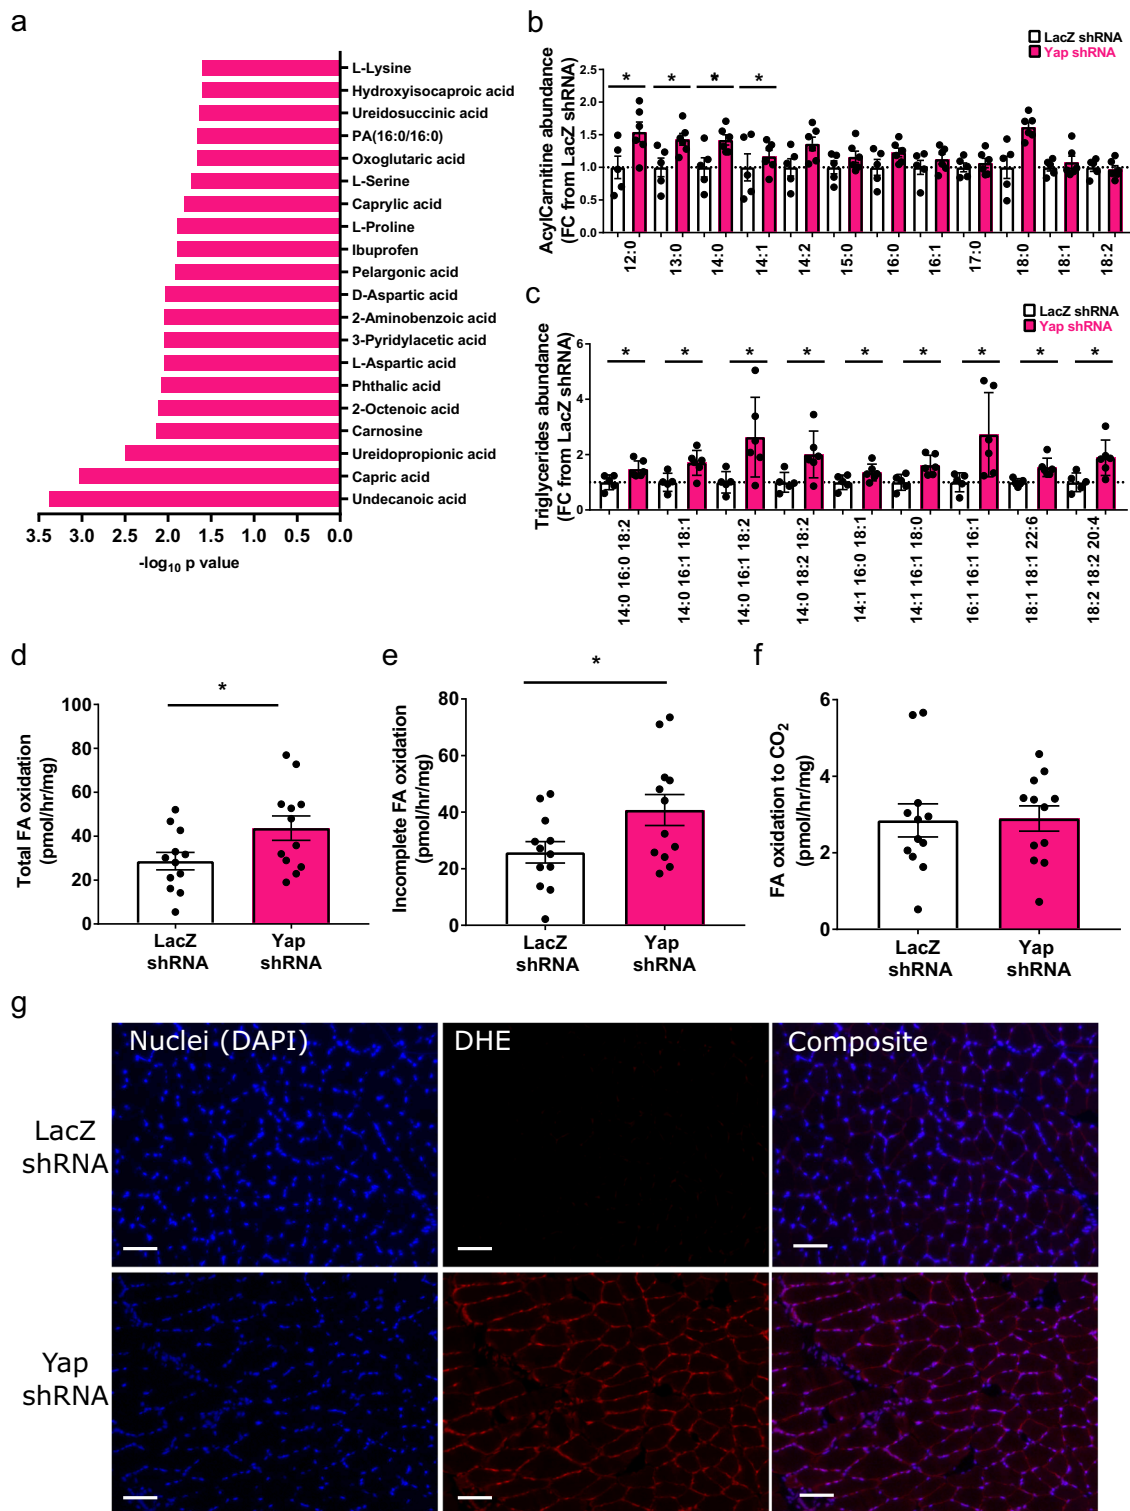 a
L-Lysine
Hydroxyisocaproic acid
Ureidosuccinic acid
PA(16:0/16:0)
Oxoglutaric acid
L-Serine
Caprylic acid
L-Proline
Ibuprofen
Pelargonic acid
D-Aspartic acid
2-Aminobenzoic acid
3-Pyridylacetic acid
L-Aspartic acid
Phthalic acid
2-Octenoic acid
Carnosine
Ureidopropionic acid
Capric acid
Undecanoic acid
3.5 3.0 2.5 2.0 1.5 1.0 0.5 0.0
-log₁₀ p value
b
LacZ shRNA
Yap shRNA
AcylCarnitine abundance
(FC from LacZ shRNA)
2.5
2.0
1.5
1.0
0.5
0.0
* * * *
12:0
13:0
14:0
14:1
14:2
15:0
16:0
16:1
17:0
18:0
18:1
18:2
c
LacZ shRNA
Yap shRNA
Triglycerides abundance
(FC from LacZ shRNA)
6
4
2
0
* * * * * * * * *
14:0 16:0 18:2
14:0 16:1 18:1
14:0 16:1 18:2
14:0 18:2 18:2
14:1 16:0 18:1
14:1 16:1 18:0
16:1 16:1 16:1
18:1 18:1 22:6
18:2 18:2 20:4
d
Total FA oxidation
(pmol/hr/mg)
100
80
60
40
20
0
*
LacZ
shRNA
Yap
shRNA
e
Incomplete FA oxidation
(pmol/hr/mg)
80
60
40
20
0
*
LacZ
shRNA
Yap
shRNA
f
FA oxidation to CO₂
(pmol/hr/mg)
6
4
2
0
LacZ
shRNA
Yap
shRNA
g
Nuclei (DAPI)
DHE
Composite
LacZ
shRNA
Yap
shRNA